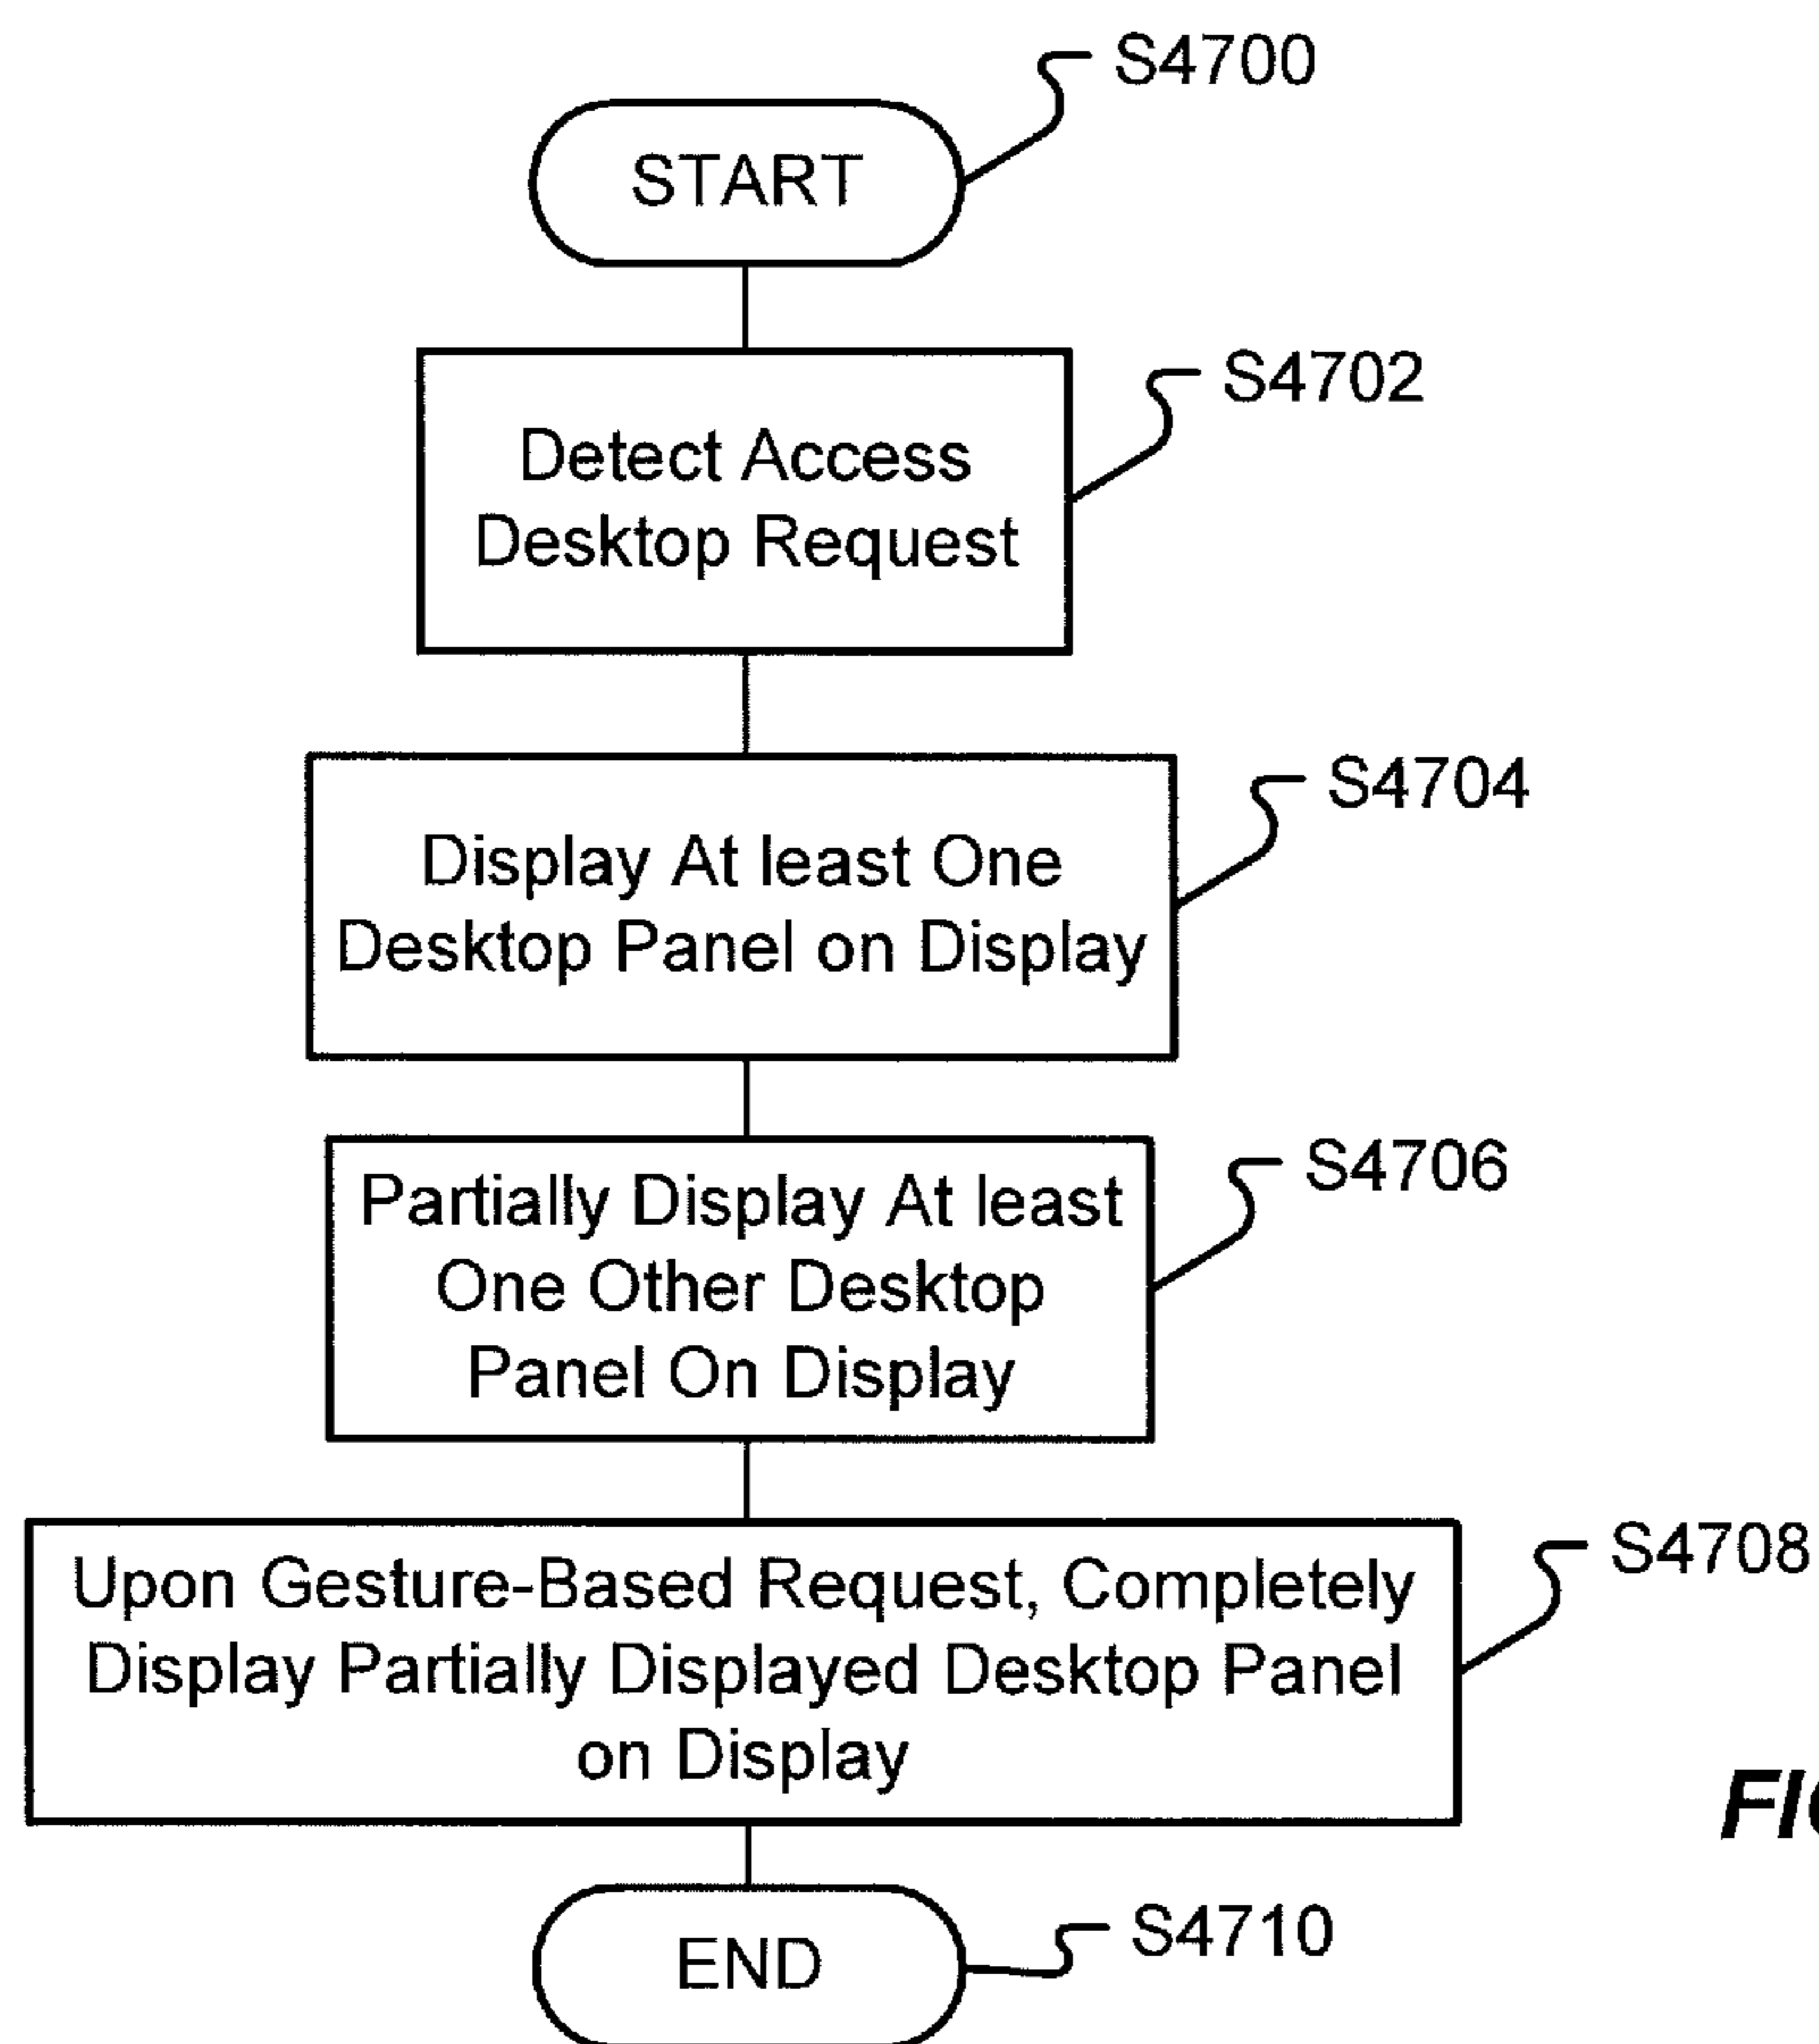 S4700
START
S4702
Detect Access
Desktop Request
S4704
Display At least One
Desktop Panel on Display
S4706
Partially Display At least
One Other Desktop
Panel On Display
S4708
Upon Gesture-Based Request, Completely
Display Partially Displayed Desktop Panel
on Display
S4710
END